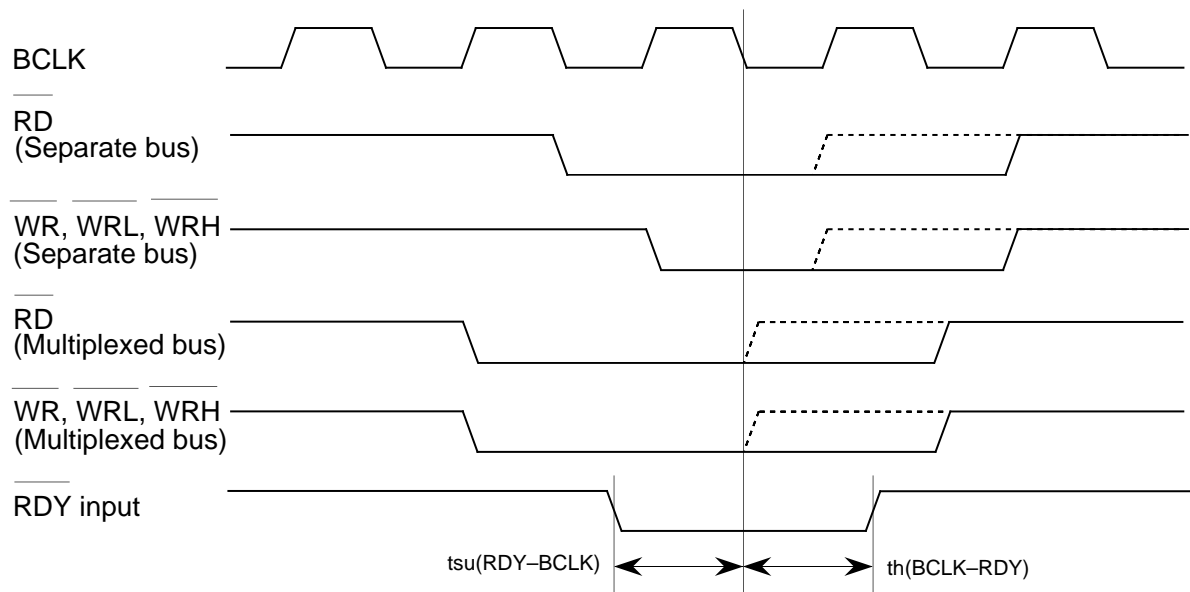 BCLK
RD
(Separate bus)
WR, WRL, WRH
(Separate bus)
RD
(Multiplexed bus)
WR, WRL, WRH
(Multiplexed bus)
RDY input
tsu(RDY–BCLK)
th(BCLK–RDY)